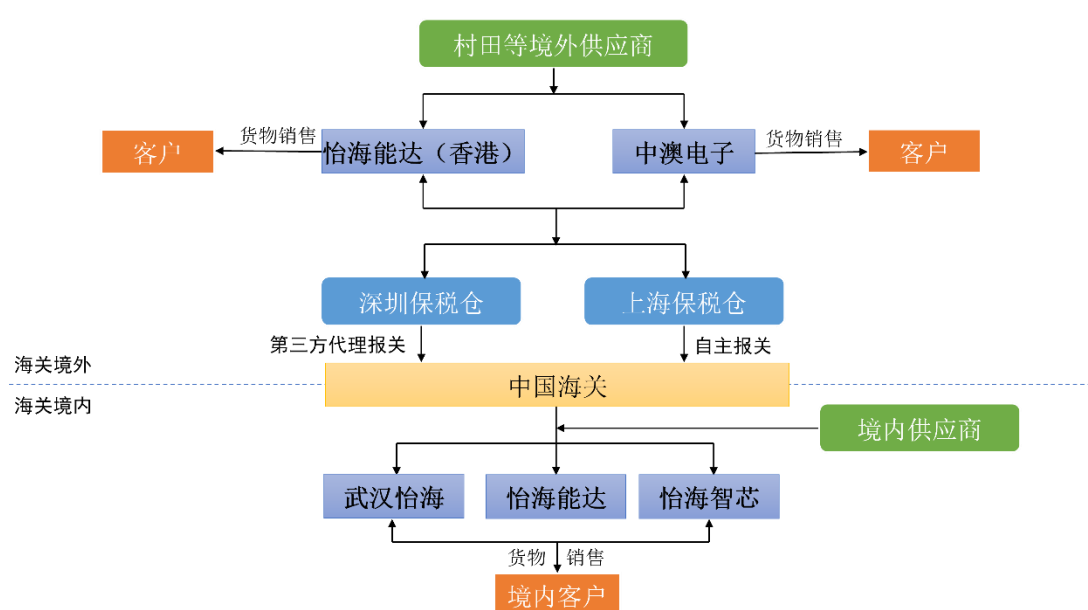 村田等境外供应商
货物销售
货物销售
客户
怡海能达（香港）
中澳电子
客户
深圳保税仓
上海保税仓
第三方代理报关
自主报关
海关境外
中国海关
海关境内
境内供应商
武汉怡海
怡海能达
怡海智芯
货物 销售
境内客户